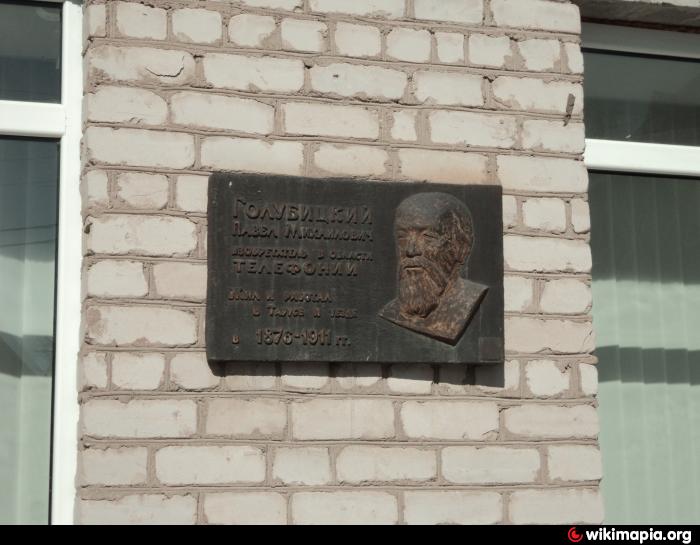 Голубицкий
Павел Михайлович
изобретатель в области
телефонии
жил и работал
в Тарусе и уезде
в 1876-1911 гг.
wikimapia.org